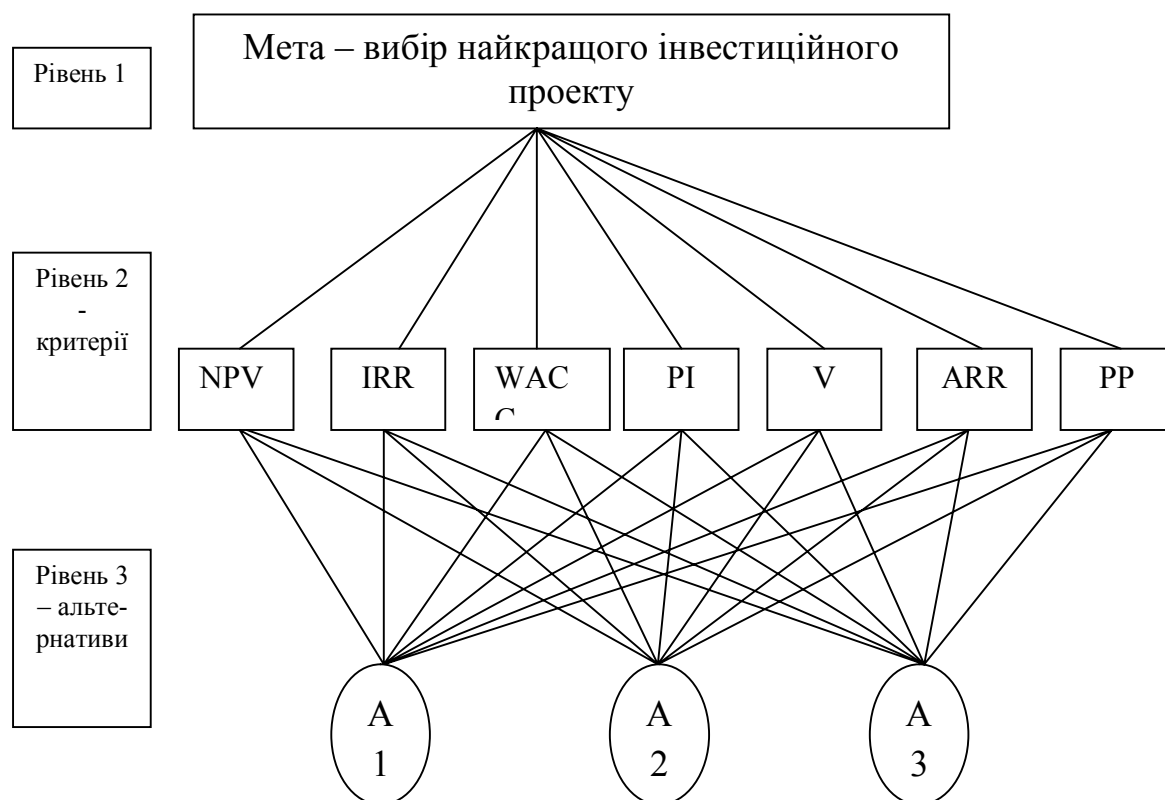 Рівень 1
Мета – вибір найкращого інвестиційного
проекту
Рівень 2
-
критерії
NPV
IRR
WAC
C
PI
V
ARR
PP
Рівень 3
– альте-
рнативи
А
1
А
2
А
3